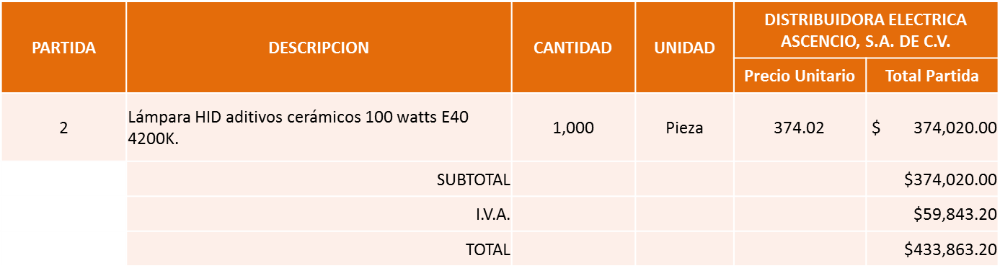 PARTIDA
DESCRIPCION
CANTIDAD
UNIDAD
DISTRIBUIDORA ELECTRICA
ASCENCIO, S.A. DE C.V.
Precio Unitario
Total Partida
2
Lámpara HID aditivos cerámicos 100 watts E40
4200K.
1,000
Pieza
374.02
$ 374,020.00
SUBTOTAL
$374,020.00
I.V.A.
$59,843.20
TOTAL
$433,863.20